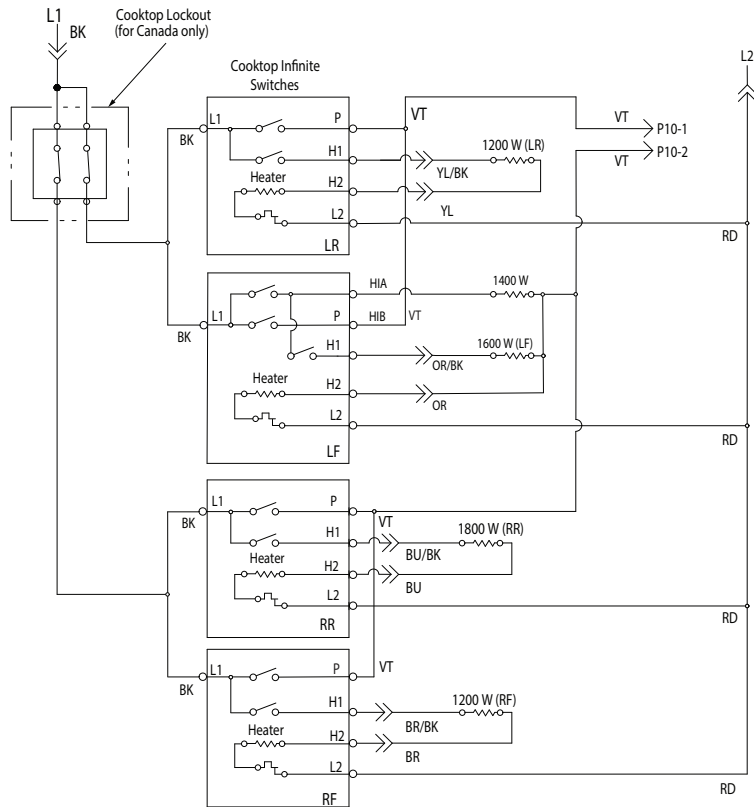 L1
BK
Cooktop Lockout
(for Canada only)
L2
Cooktop Infinite
Switches
L1
BK
P
VT
VT
P10-1
VT
P10-2
H1
1200 W (LR)
YL/BK
Heater
H2
YL
L2
RD
LR
HIA
1400 W
L1
BK
P
HIB
VT
H1
1600 W (LF)
OR/BK
Heater
H2
OR
L2
RD
LF
L1
BK
P
VT
H1
1800 W (RR)
BU/BK
Heater
H2
BU
L2
RD
RR
L1
BK
P
VT
H1
1200 W (RF)
BR/BK
Heater
H2
BR
L2
RD
RF